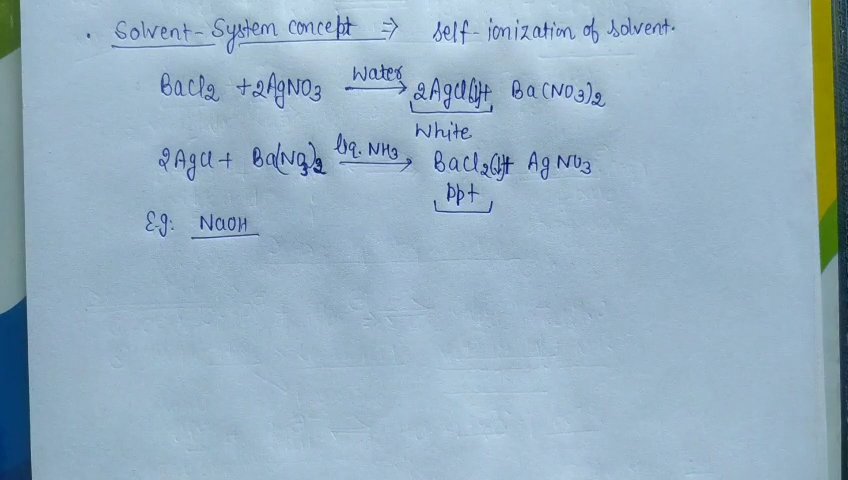 • Solvent-System concept ⇒ self-ionization of solvent.
BaCl2 + 2AgNO3 water→ 2AgCl(↓)+ Ba(NO3)2
White
2AgCl + Ba(NO3)2 liq. NH3→ BaCl2(↓)+ AgNO3
ppt
E.g: NaOH